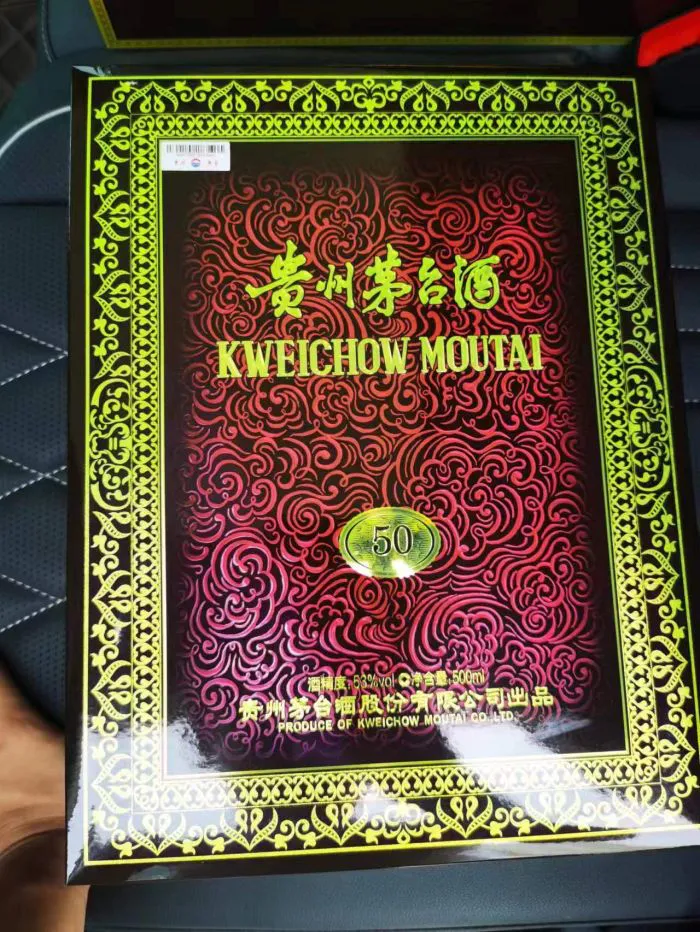 贵州茅台酒
KWEICHOW MOUTAI
50
酒精度:53%vol 净含量:500ml
贵州茅台酒股份有限公司出品
PRODUCE OF KWEICHOW MOUTAI CO.,LTD.